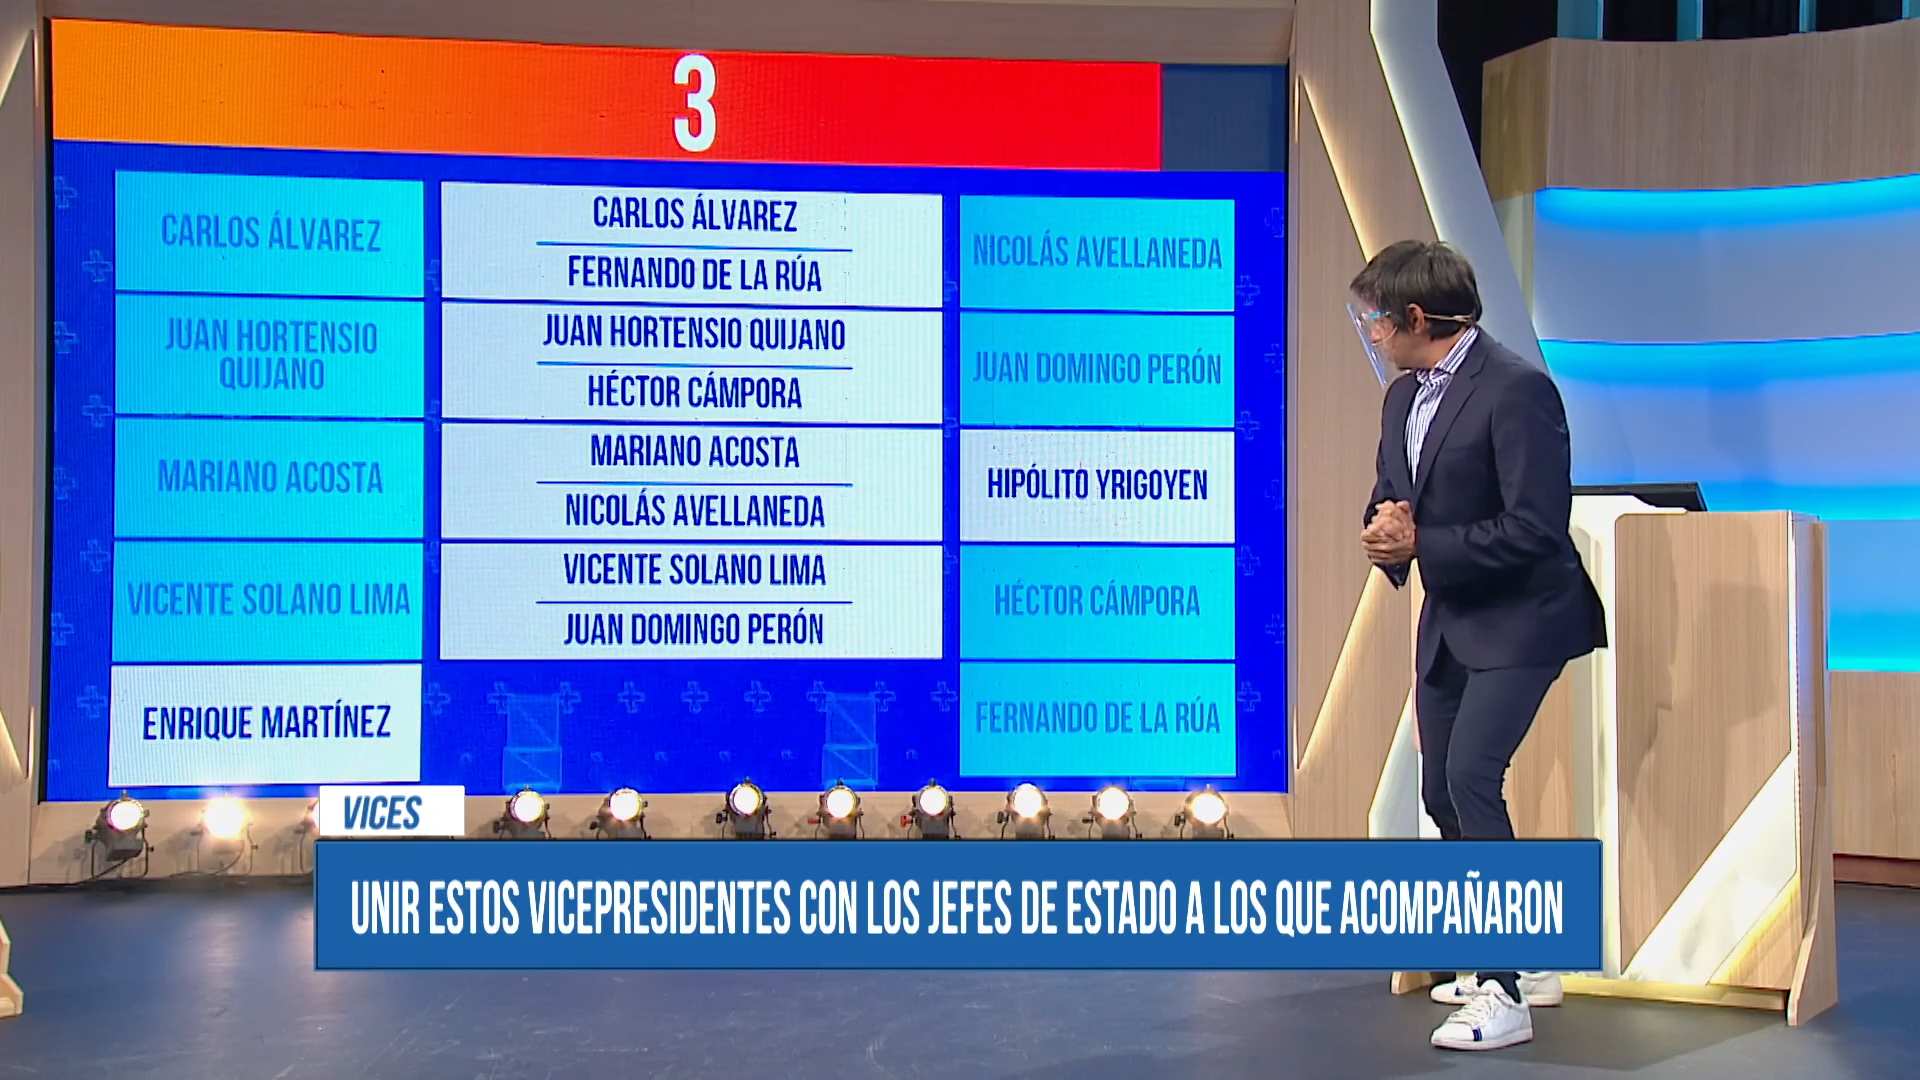 3
CARLOS ÁLVAREZ
JUAN HORTENSIO
QUIJANO
MARIANO ACOSTA
VICENTE SOLANO LIMA
ENRIQUE MARTÍNEZ
CARLOS ÁLVAREZ
FERNANDO DE LA RÚA
JUAN HORTENSIO QUIJANO
HÉCTOR CÁMPORA
MARIANO ACOSTA
NICOLÁS AVELLANEDA
VICENTE SOLANO LIMA
JUAN DOMINGO PERÓN
NICOLÁS AVELLANEDA
JUAN DOMINGO PERÓN
HIPÓLITO YRIGOYEN
HÉCTOR CÁMPORA
FERNANDO DE LA RÚA
VICES
UNIR ESTOS VICEPRESIDENTES CON LOS JEFES DE ESTADO A LOS QUE ACOMPAÑARON